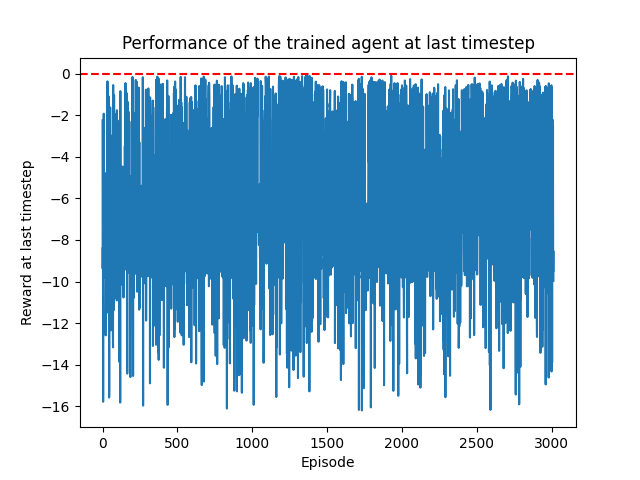 Performance of the trained agent at last timestep
0
−2
−4
−6
−8
−10
−12
−14
−16
Reward at last timestep
0 500 1000 1500 2000 2500 3000
Episode